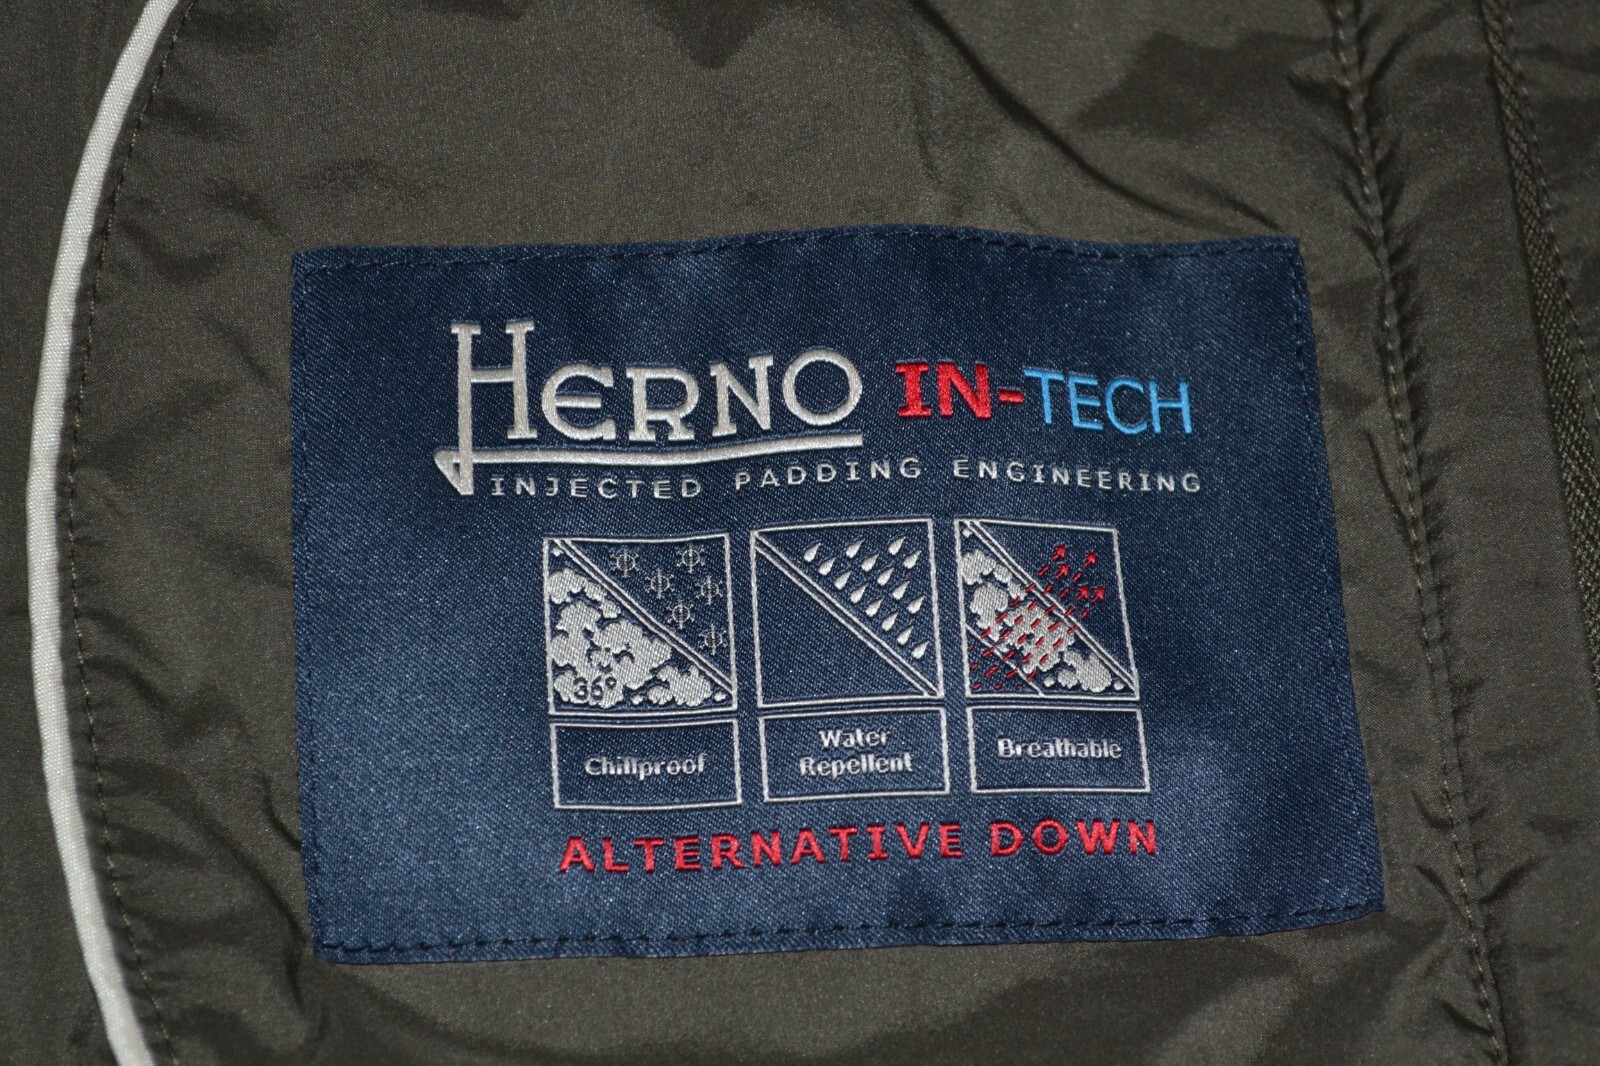 HERNO IN-TECH
INJECTED PADDING ENGINEERING
36°
Chillproof
Water
Repellent
Breathable
ALTERNATIVE DOWN